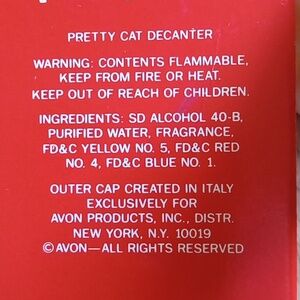 PRETTY CAT DECANTER
WARNING: CONTENTS FLAMMABLE,
KEEP FROM FIRE OR HEAT.
KEEP OUT OF REACH OF CHILDREN.
INGREDIENTS: SD ALCOHOL 40-B,
PURIFIED WATER, FRAGRANCE,
FD&C YELLOW NO. 5, FD&C RED
NO. 4, FD&C BLUE NO. 1.
OUTER CAP CREATED IN ITALY
EXCLUSIVELY FOR
AVON PRODUCTS, INC., DISTR.
NEW YORK, N.Y. 10019
©AVON—ALL RIGHTS RESERVED